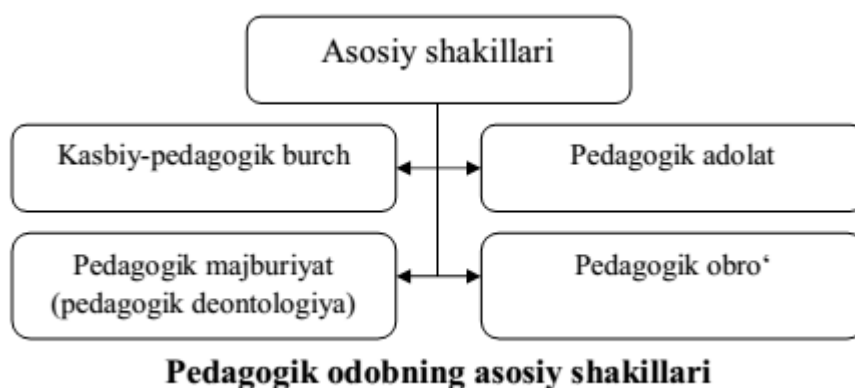 Asosiy shakillari
Kasbiy-pedagogik burch
Pedagogik adolat
Pedagogik majburiyat
(pedagogik deontologiya)
Pedagogik obro‘
Pedagogik odobning asosiy shakillari